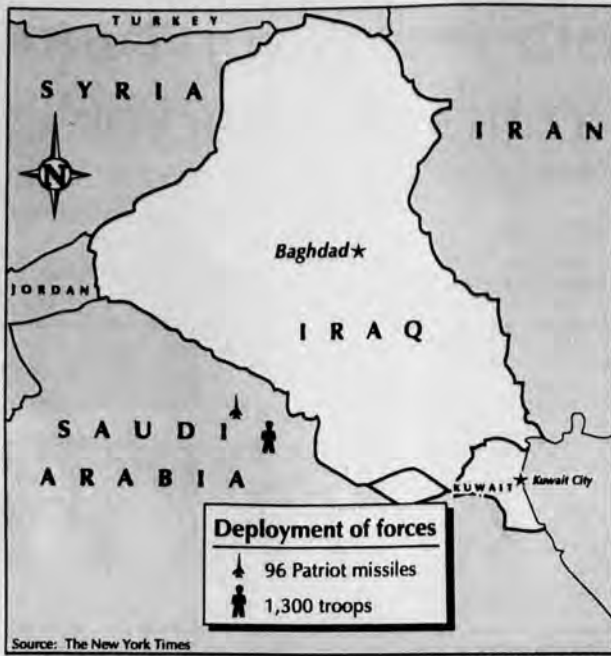 TURKEY
SYRIA
IRAN
N
Baghdad
JORDAN
IRAQ
SAUDI
ARABIA
KUWAIT
Kuwait City
Deployment of forces
96 Patriot missiles
1,300 troops
Source: The New York Times